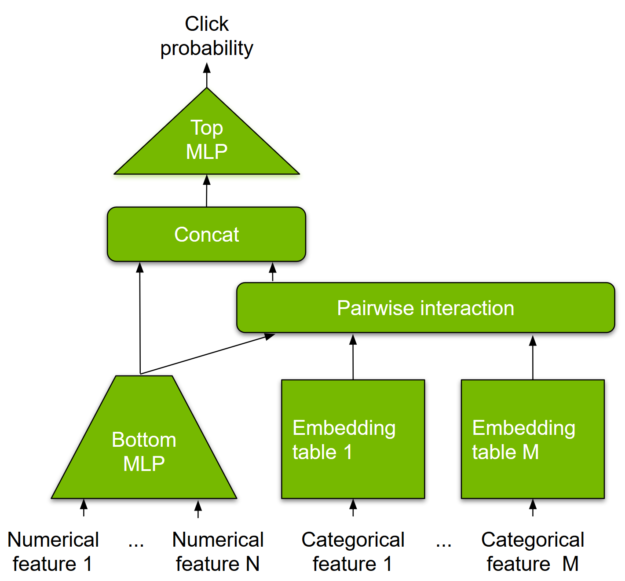 Click
probability
Top
MLP
Concat
Pairwise interaction
Bottom
MLP
Embedding
table 1
Embedding
table M
Numerical
feature 1
...
Numerical
feature N
Categorical
feature 1
...
Categorical
feature M